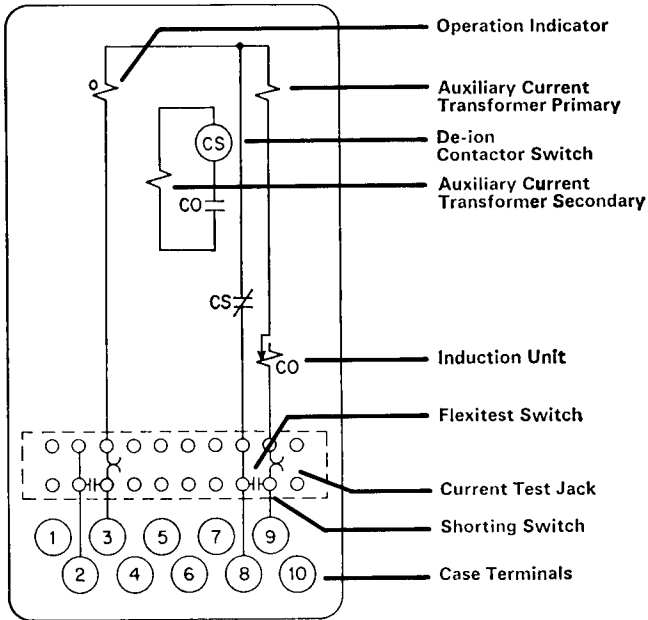 Operation Indicator
Auxiliary Current
Transformer Primary
De-ion
Contactor Switch
CS
Auxiliary Current
Transformer Secondary
CO
CS
CO
Induction Unit
Flexitest Switch
Current Test Jack
Shorting Switch
1 3 5 7 9
2 4 6 8 10
Case Terminals